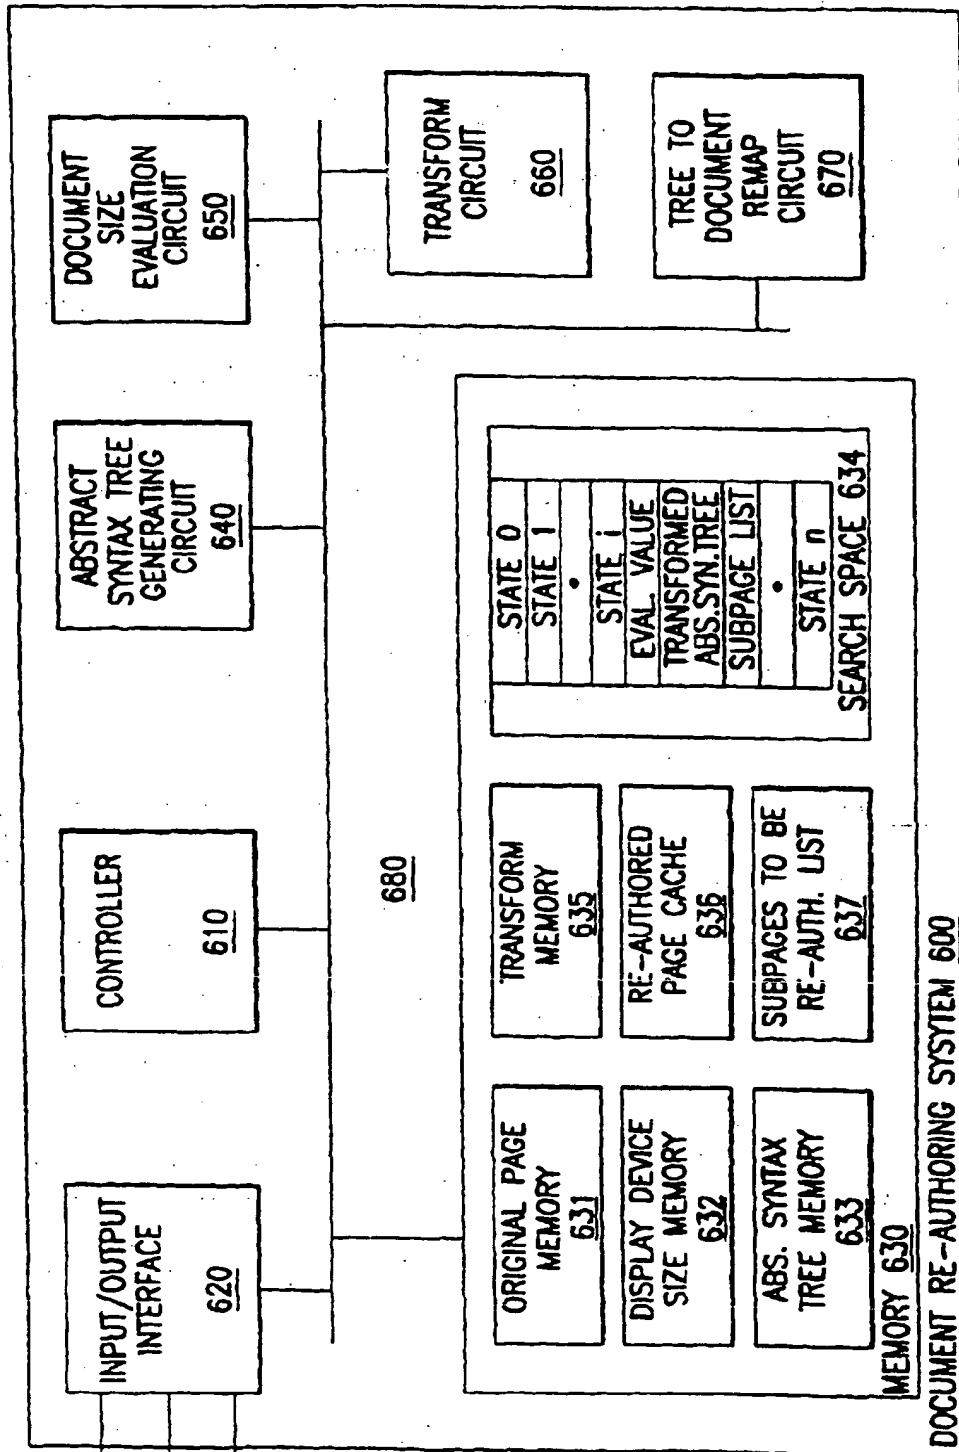 INPUT/OUTPUT
INTERFACE
620
CONTROLLER
610
ABSTRACT
SYNTAX TREE
GENERATING
CIRCUIT
640
DOCUMENT
SIZE
EVALUATION
CIRCUIT
650
680
TRANSFORM
CIRCUIT
660
TREE TO
DOCUMENT
REMAP
CIRCUIT
670
ORIGINAL PAGE
MEMORY
631
DISPLAY DEVICE
SIZE MEMORY
632
ABS. SYNTAX
TREE MEMORY
633
TRANSFORM
MEMORY
635
RE-AUTHORED
PAGE CACHE
636
SUBPAGES TO BE
RE-AUTH. LIST
637
STATE 0
STATE 1
•
STATE i
EVAL. VALUE
TRANSFORMED
ABS.SYN.TREE
SUBPAGE LIST
•
STATE n
SEARCH SPACE 634
MEMORY 630
DOCUMENT RE-AUTHORING SYSYTEM 600